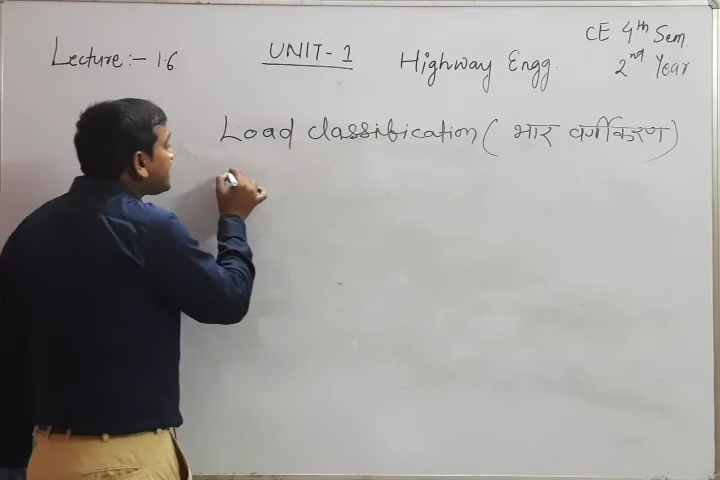 Lecture:- 1.6
UNIT-1
Highway Engg.
CE 4th Sem.
2nd Year
Load classification ( भार वर्गीकरण )